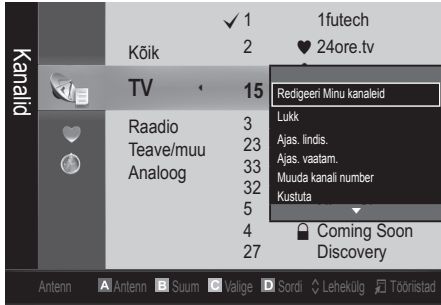 Kanalid
✓ 1 1futech
Kõik 2 ♥ 24ore.tv
TV 15
Redigeeri Minu kanaleid
Lukk
Ajas. lindis.
Ajas. vaatam.
Muuda kanali number
Kustuta
Raadio 3
Teave/muu 23
Analoog 33
32
5
4 Coming Soon
27 Discovery
Antenn A Antenn B Suum C Valige D Sordi Lehekülg Tööriistad